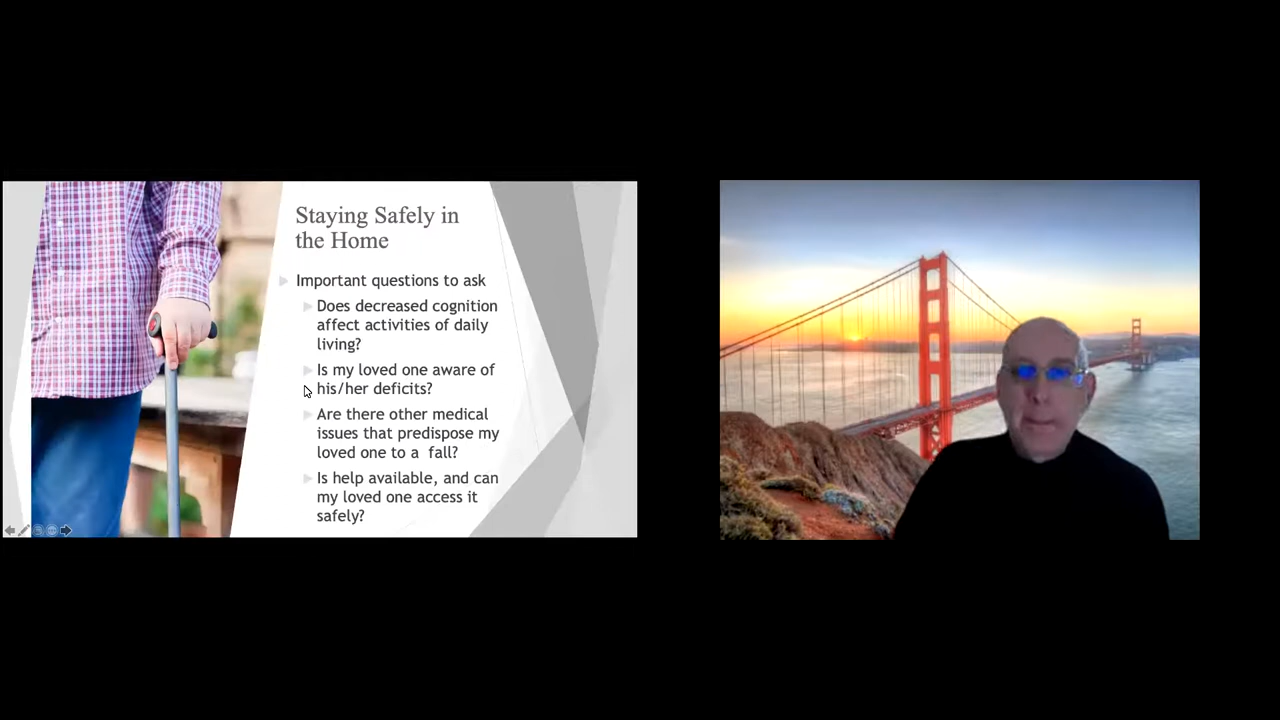 Staying Safely in
the Home
Important questions to ask
Does decreased cognition
affect activities of daily
living?
Is my loved one aware of
his/her deficits?
Are there other medical
issues that predispose my
loved one to a fall?
Is help available, and can
my loved one access it
safely?